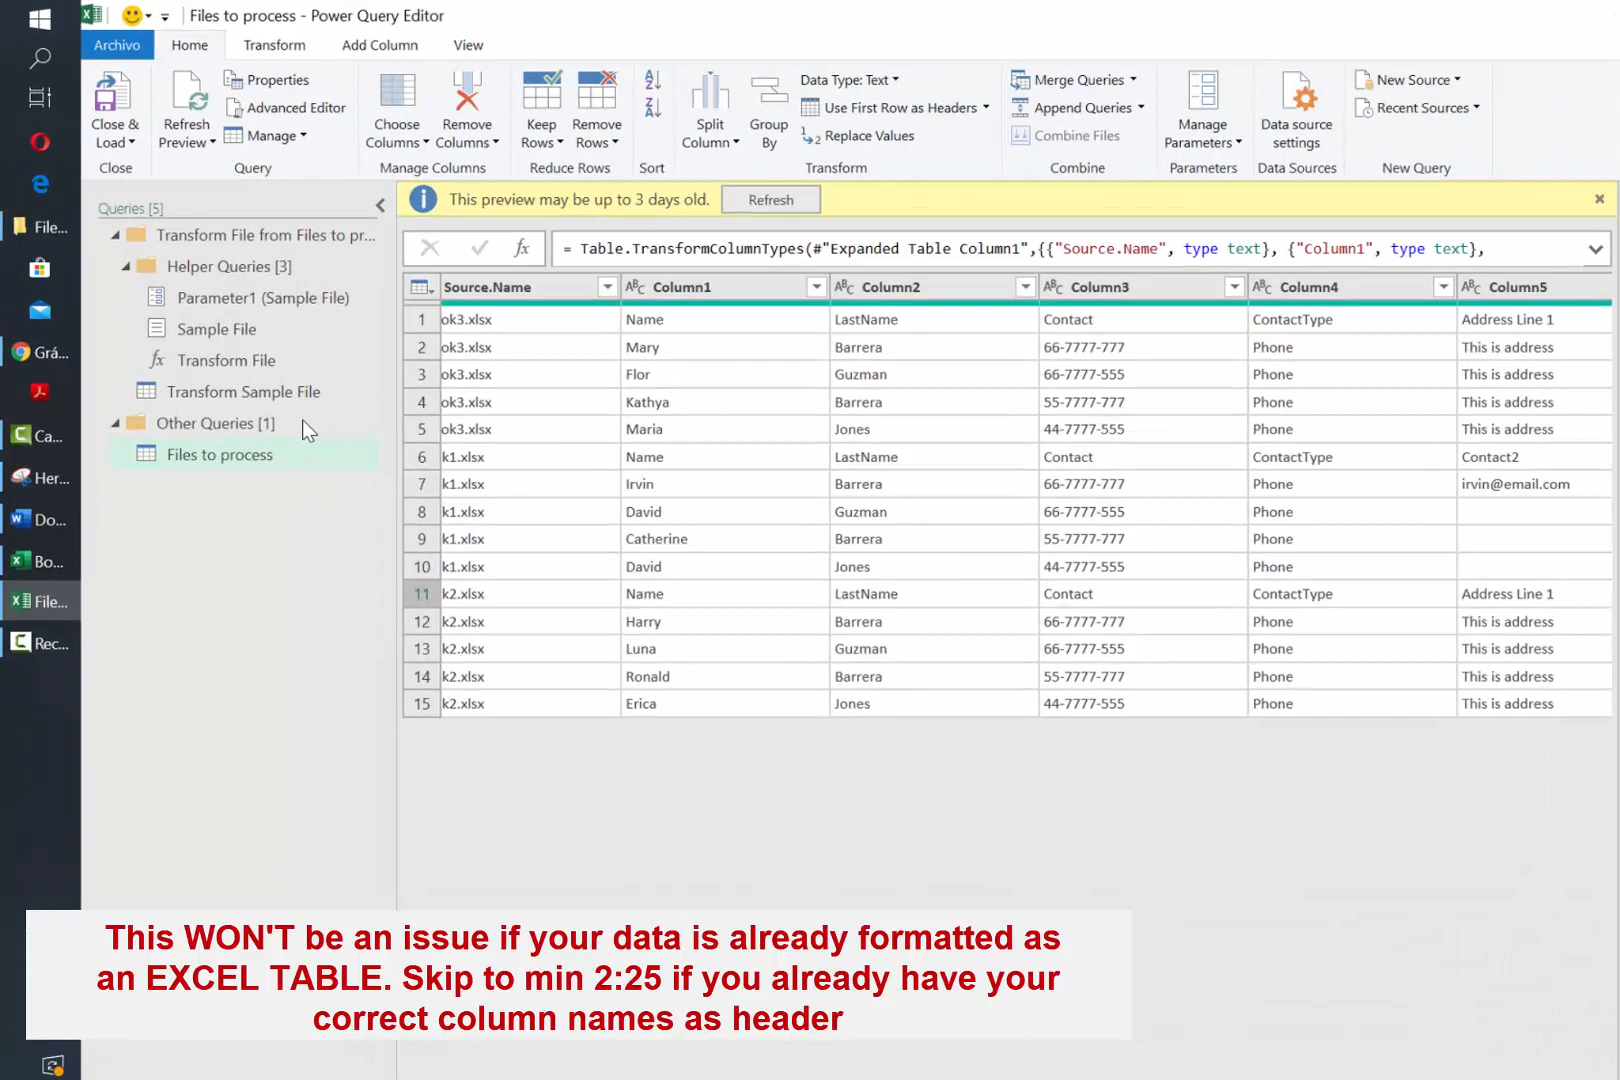 Files to process - Power Query Editor
Archivo Home Transform Add Column View
Close & Load
Refresh Preview
Properties
Advanced Editor
Manage
Choose Columns
Remove Columns
Keep Rows
Remove Rows
Split Column
Group By
Data Type: Text
Use First Row as Headers
Replace Values
Merge Queries
Append Queries
Combine Files
Manage Parameters
Data source settings
New Source
Recent Sources
Close Query Manage Columns Reduce Rows Sort Transform Combine Parameters Data Sources New Query
Queries [5]
Transform File from Files to pr...
Helper Queries [3]
Parameter1 (Sample File)
Sample File
Transform File
Transform Sample File
Other Queries [1]
Files to process
This preview may be up to 3 days old. Refresh
fx = Table.TransformColumnTypes(#"Expanded Table Column1",{{"Source.Name", type text}, {"Column1", type text},
Source.Name Column1 Column2 Column3 Column4 Column5
1 ok3.xlsx Name LastName Contact ContactType Address Line 1
2 ok3.xlsx Mary Barrera 66-7777-777 Phone This is address
3 ok3.xlsx Flor Guzman 66-7777-555 Phone This is address
4 ok3.xlsx Kathya Barrera 55-7777-777 Phone This is address
5 ok3.xlsx Maria Jones 44-7777-555 Phone This is address
6 k1.xlsx Name LastName Contact ContactType Contact2
7 k1.xlsx Irvin Barrera 66-7777-777 Phone irvin@email.com
8 k1.xlsx David Guzman 66-7777-555 Phone
9 k1.xlsx Catherine Barrera 55-7777-777 Phone
10 k1.xlsx David Jones 44-7777-555 Phone
11 k2.xlsx Name LastName Contact ContactType Address Line 1
12 k2.xlsx Harry Barrera 66-7777-777 Phone This is address
13 k2.xlsx Luna Guzman 66-7777-555 Phone This is address
14 k2.xlsx Ronald Barrera 55-7777-777 Phone This is address
15 k2.xlsx Erica Jones 44-7777-555 Phone This is address
File...
Grá...
Ca...
Her...
Do...
Bo...
File...
Rec...
This WON'T be an issue if your data is already formatted as
an EXCEL TABLE. Skip to min 2:25 if you already have your
correct column names as header